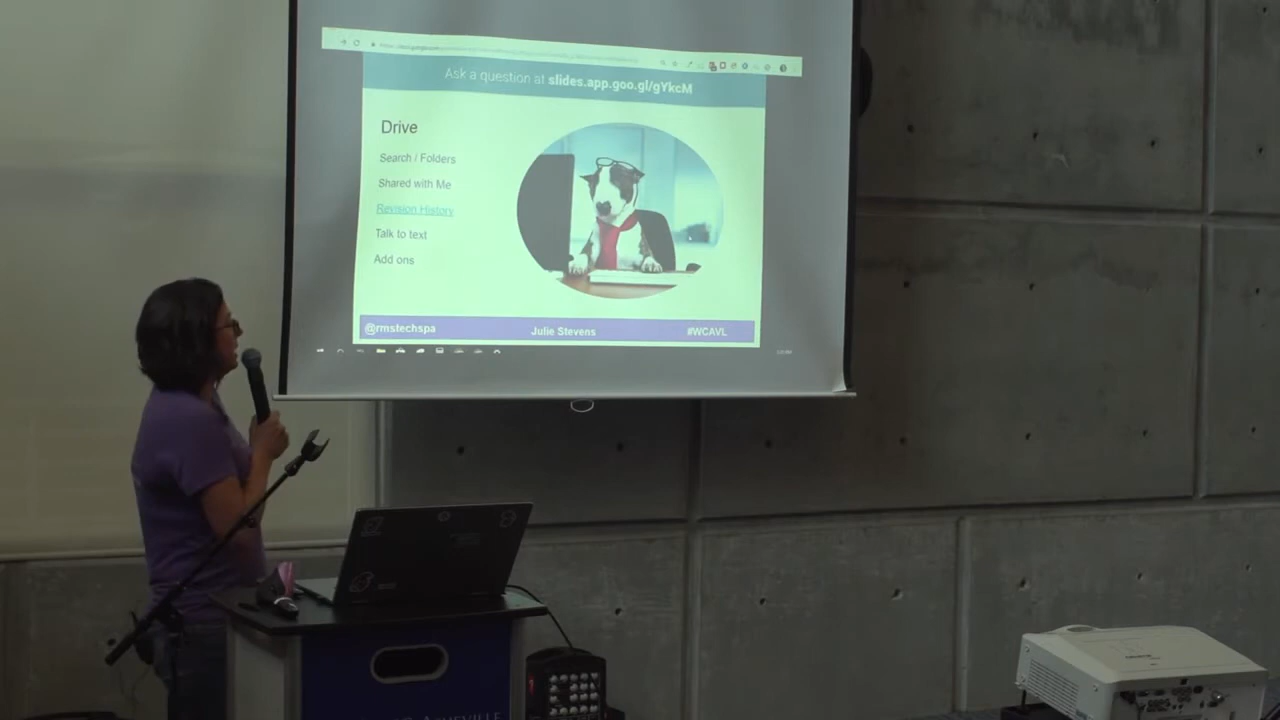 Ask a question at slides.app.goo.gl/gYkcM
Drive
Search / Folders
Shared with Me
Revision History
Talk to text
Add ons
@rmstechspa
Julie Stevens
#WCAVL
ASHEVILLE